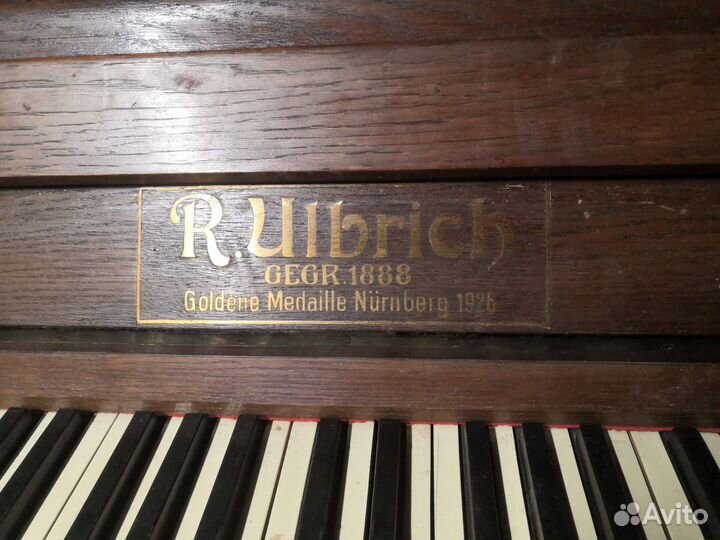 R. Ulbrich
GEGR. 1888
Goldene Medaille Nürnberg 1926
Avito